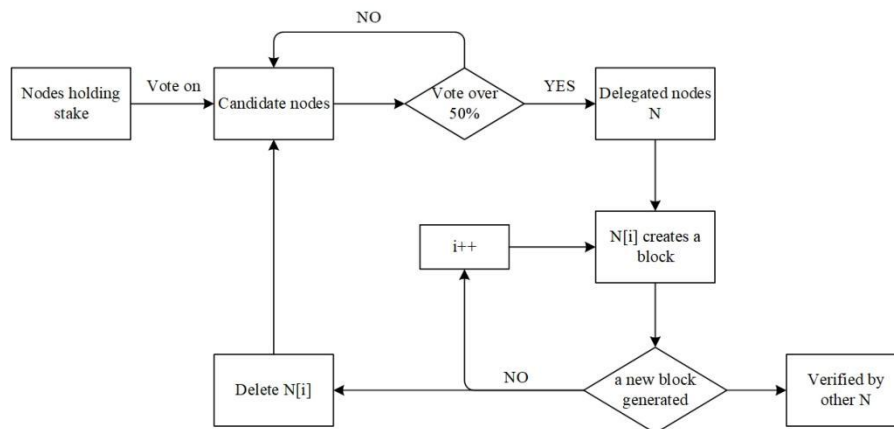 NO
Nodes holding
stake
Vote on
Candidate nodes
Vote over
50%
YES
Delegated nodes
N
i++
N[i] creates a
block
Delete N[i]
NO
a new block
generated
Verified by
other N